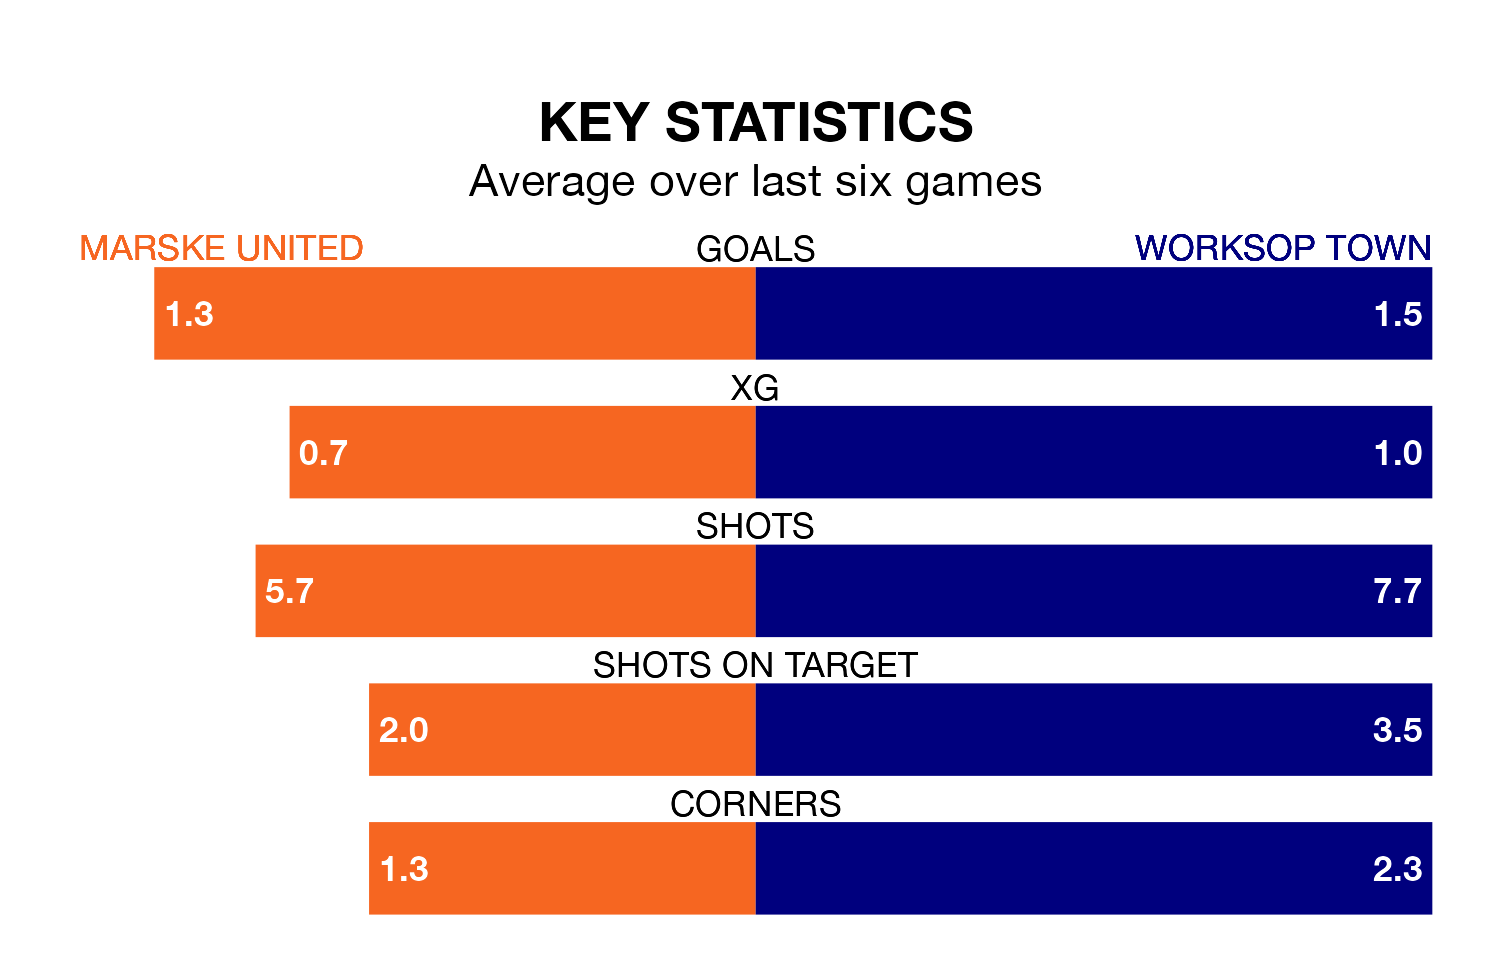 KEY STATISTICS
Average over last six games
MARSKE UNITED GOALS WORKSOP TOWN
1.3 1.5
XG
0.7 1.0
SHOTS
5.7 7.7
SHOTS ON TARGET
2.0 3.5
CORNERS
1.3 2.3